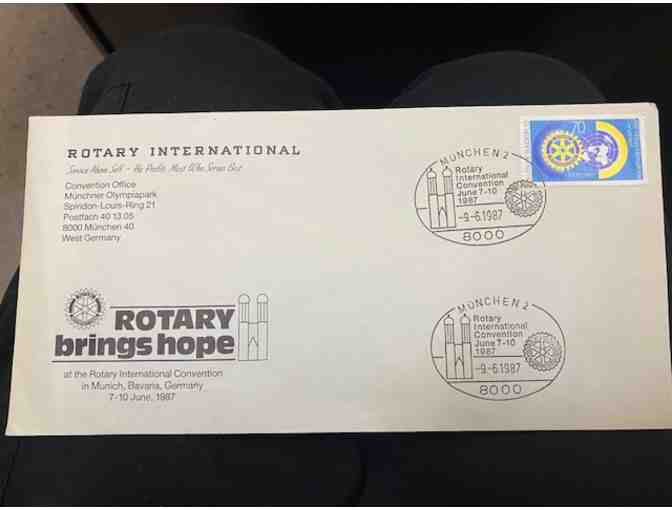 ROTARY INTERNATIONAL
Service Above Self – He Profits Most Who Serves Best
Convention Office
Münchner Olympiapark
Spiridon-Louis-Ring 21
Postfach 40 13 05
8000 München 40
West Germany
70
MÜNCHEN 2
Rotary
International
Convention
June 7-10
1987
-9.-6.1987
8000
ROTARY
brings hope
at the Rotary International Convention
in Munich, Bavaria, Germany
7-10 June, 1987
MÜNCHEN 2
Rotary
International
Convention
June 7-10
1987
-9.-6.1987
8000